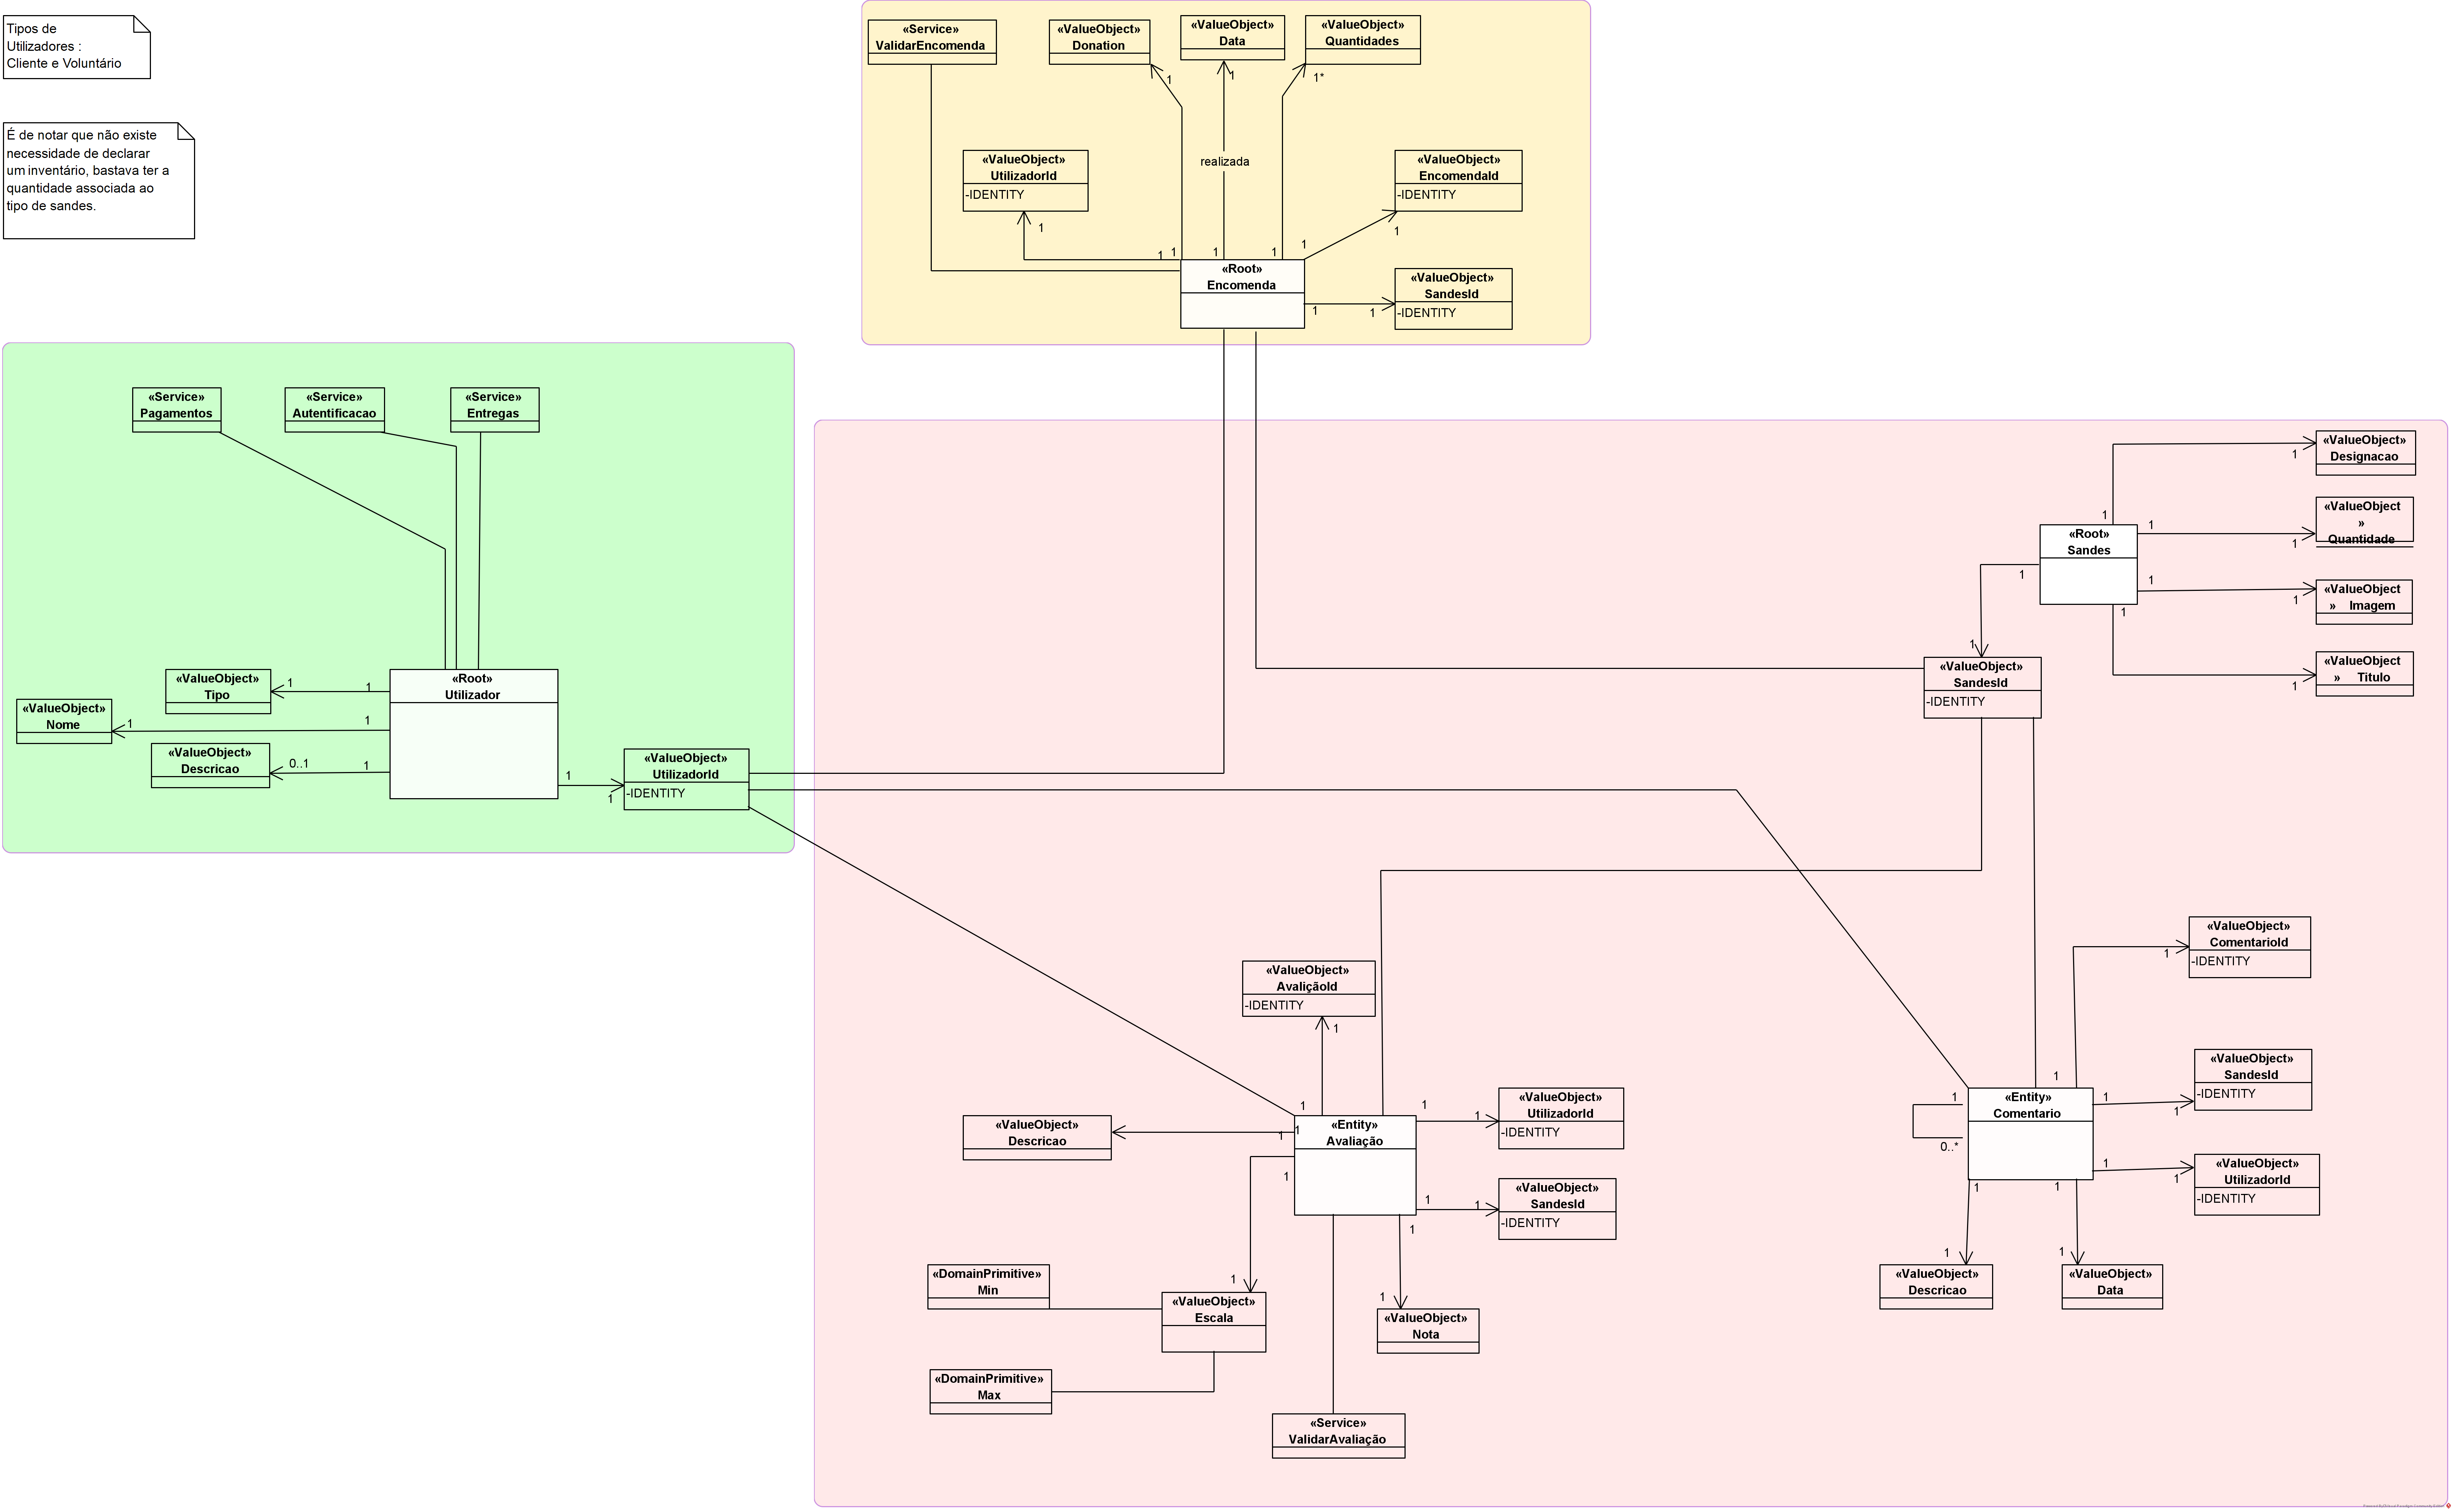 Tipos de
Utilizadores :
Cliente e Voluntário
É de notar que não existe
necessidade de declarar
um inventário, bastava ter a
quantidade associada ao
tipo de sandes.
«Service»
ValidarEncomenda
«ValueObject»
Donation
«ValueObject»
Data
«ValueObject»
Quantidades
1
1
1*
realizada
«ValueObject»
UtilizadorId
-IDENTITY
«ValueObject»
EncomendaId
-IDENTITY
1
1
1
1
1
1
1
«Root»
Encomenda
«ValueObject»
SandesId
-IDENTITY
1
1
«Service»
Pagamentos
«Service»
Autentificacao
«Service»
Entregas
«ValueObject»
Tipo
1
1
«Root»
Utilizador
«ValueObject»
Nome
1
1
«ValueObject»
Descricao
0..1
1
1
1
«ValueObject»
UtilizadorId
-IDENTITY
«ValueObject»
Designacao
1
1
«ValueObject
»
Quantidade
1
1
«Root»
Sandes
1
«ValueObject
» Imagem
1
1
1
«ValueObject
» Titulo
1
1
«ValueObject»
SandesId
-IDENTITY
«ValueObject»
ComentarioId
-IDENTITY
1
«ValueObject»
AvaliçãoId
-IDENTITY
1
«ValueObject»
SandesId
-IDENTITY
1
1
1
«Entity»
Comentario
1
0..*
«ValueObject»
UtilizadorId
-IDENTITY
1
1
1
1
«ValueObject»
Descricao
1
«ValueObject»
Data
1
«ValueObject»
Descricao
1
1
1
«Entity»
Avaliação
1
1
«ValueObject»
UtilizadorId
-IDENTITY
1
1
1
«ValueObject»
SandesId
-IDENTITY
1
1
1
«DomainPrimitive»
Min
«ValueObject»
Escala
1
«ValueObject»
Nota
«DomainPrimitive»
Max
«Service»
ValidarAvaliação